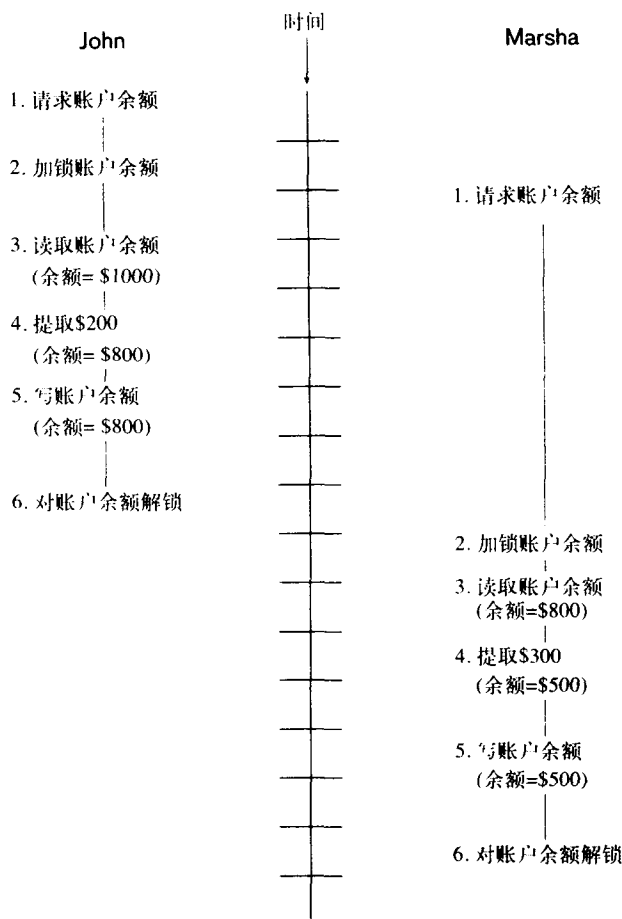 时间
John
Marsha
1. 请求账户余额
2. 加锁账户余额
3. 读取账户余额
(余额= $1000)
4. 提取$200
(余额= $800)
5. 写账户余额
(余额= $800)
6. 对账户余额解锁
1. 请求账户余额
2. 加锁账户余额
3. 读取账户余额
(余额=$800)
4. 提取$300
(余额=$500)
5. 写账户余额
(余额=$500)
6. 对账户余额解锁